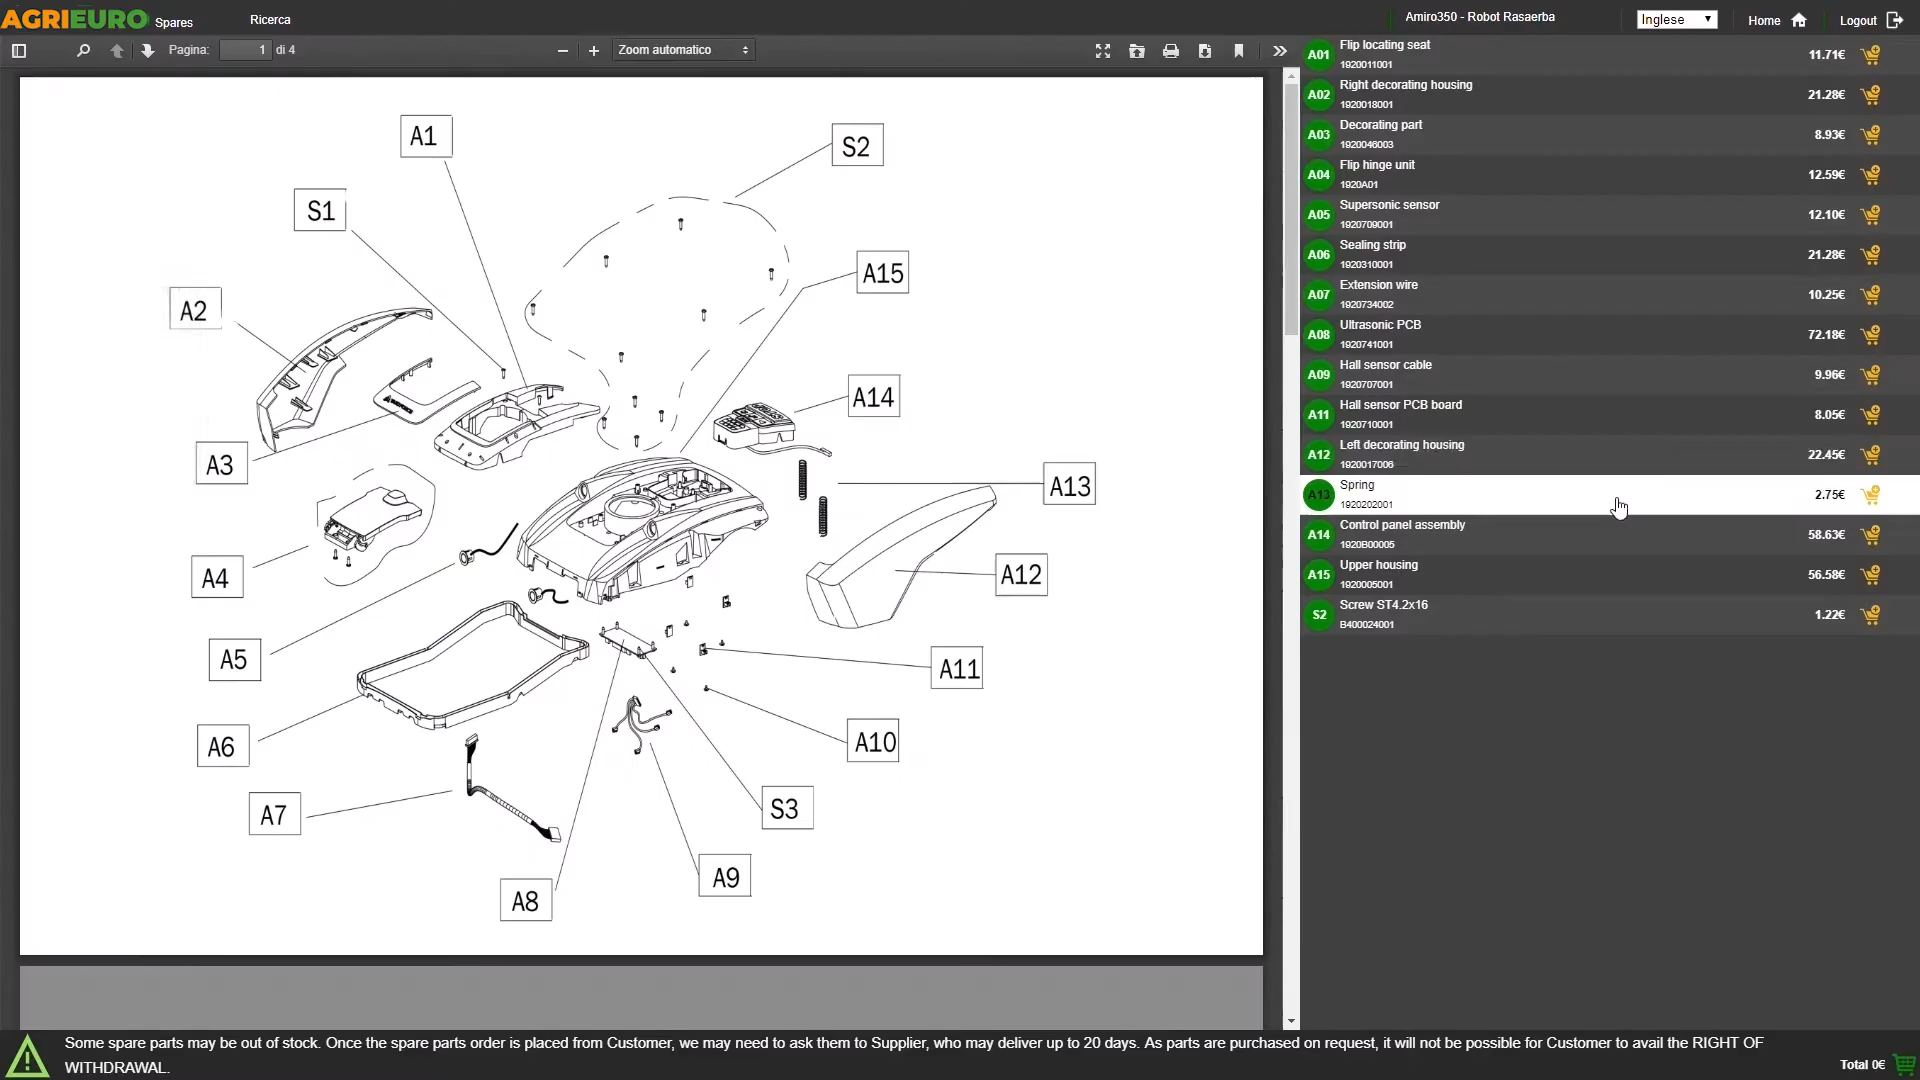 AGRIEURO Spares
Ricerca
Amiro350 - Robot Rasaerba
Inglese
Home
Logout
Pagina: 1 di 4
Zoom automatico
A1
S2
S1
A15
A2
A14
A3
A13
A4
A12
A5
A11
A6
A10
A7
S3
A9
A8
A01 Flip locating seat 11.71€
1920011001
A02 Right decorating housing 21.28€
1920018001
A03 Decorating part 8.93€
1920046003
A04 Flip hinge unit 12.59€
1920A01
A05 Supersonic sensor 12.10€
1920709001
A06 Sealing strip 21.28€
1920310001
A07 Extension wire 10.25€
1920734002
A08 Ultrasonic PCB 72.18€
1920741001
A09 Hall sensor cable 9.96€
1920707001
A11 Hall sensor PCB board 8.05€
1920710001
A12 Left decorating housing 22.45€
1920017006
A13 Spring 2.75€
1920202001
A14 Control panel assembly 58.63€
1920B00005
A15 Upper housing 56.58€
1920005001
S2 Screw ST4.2x16 1.22€
B400024001
Some spare parts may be out of stock. Once the spare parts order is placed from Customer, we may need to ask them to Supplier, who may deliver up to 20 days. As parts are purchased on request, it will not be possible for Customer to avail the RIGHT OF
WITHDRAWAL.
Total 0€